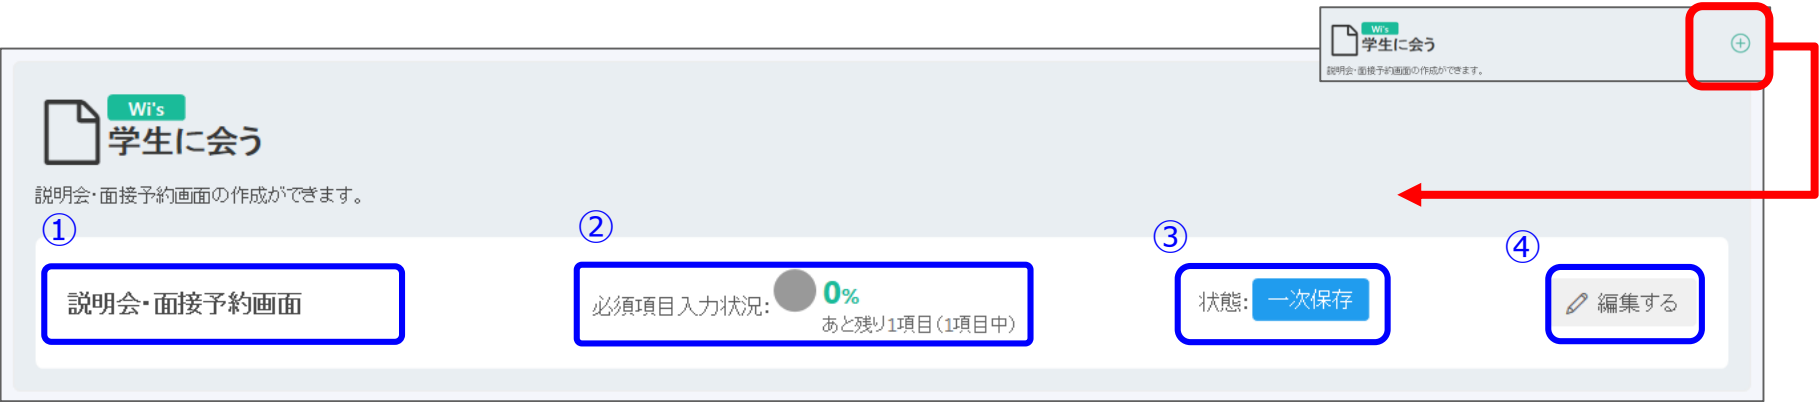 Wi's
学生に会う
説明会・面接予約画面の作成ができます。
Wi's
学生に会う
説明会・面接予約画面の作成ができます。
①
②
③
④
説明会・面接予約画面
必須項目入力状況:
0%
あと残り1項目(1項目中)
状態:
一次保存
編集する